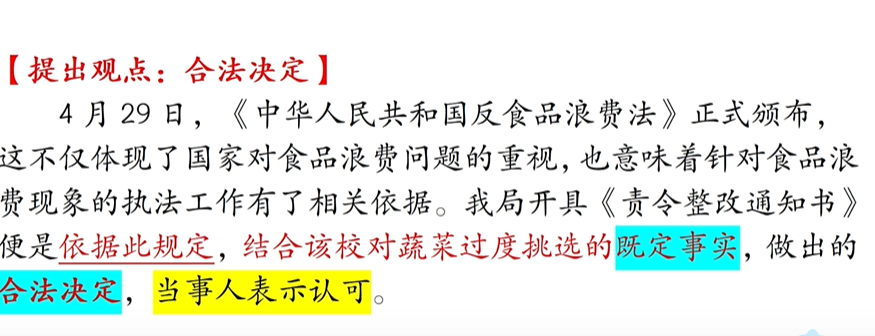 【提出观点：合法决定】
4 月 29 日，《中华人民共和国反食品浪费法》正式颁布，
这不仅体现了国家对食品浪费问题的重视，也意味着针对食品浪
费现象的执法工作有了相关依据。我局开具《责令整改通知书》
便是依据此规定，结合该校对蔬菜过度挑选的既定事实，做出的
合法决定，当事人表示认可。